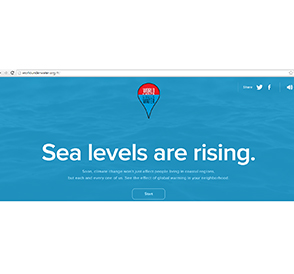 worldunderwater.org
WORLD
UNDER
WATER
Share
Sea levels are rising.
Soon, climate change won't just affect people living in coastal regions,
but each and every one of us. See the effect of global warming in your neighborhood.
Start